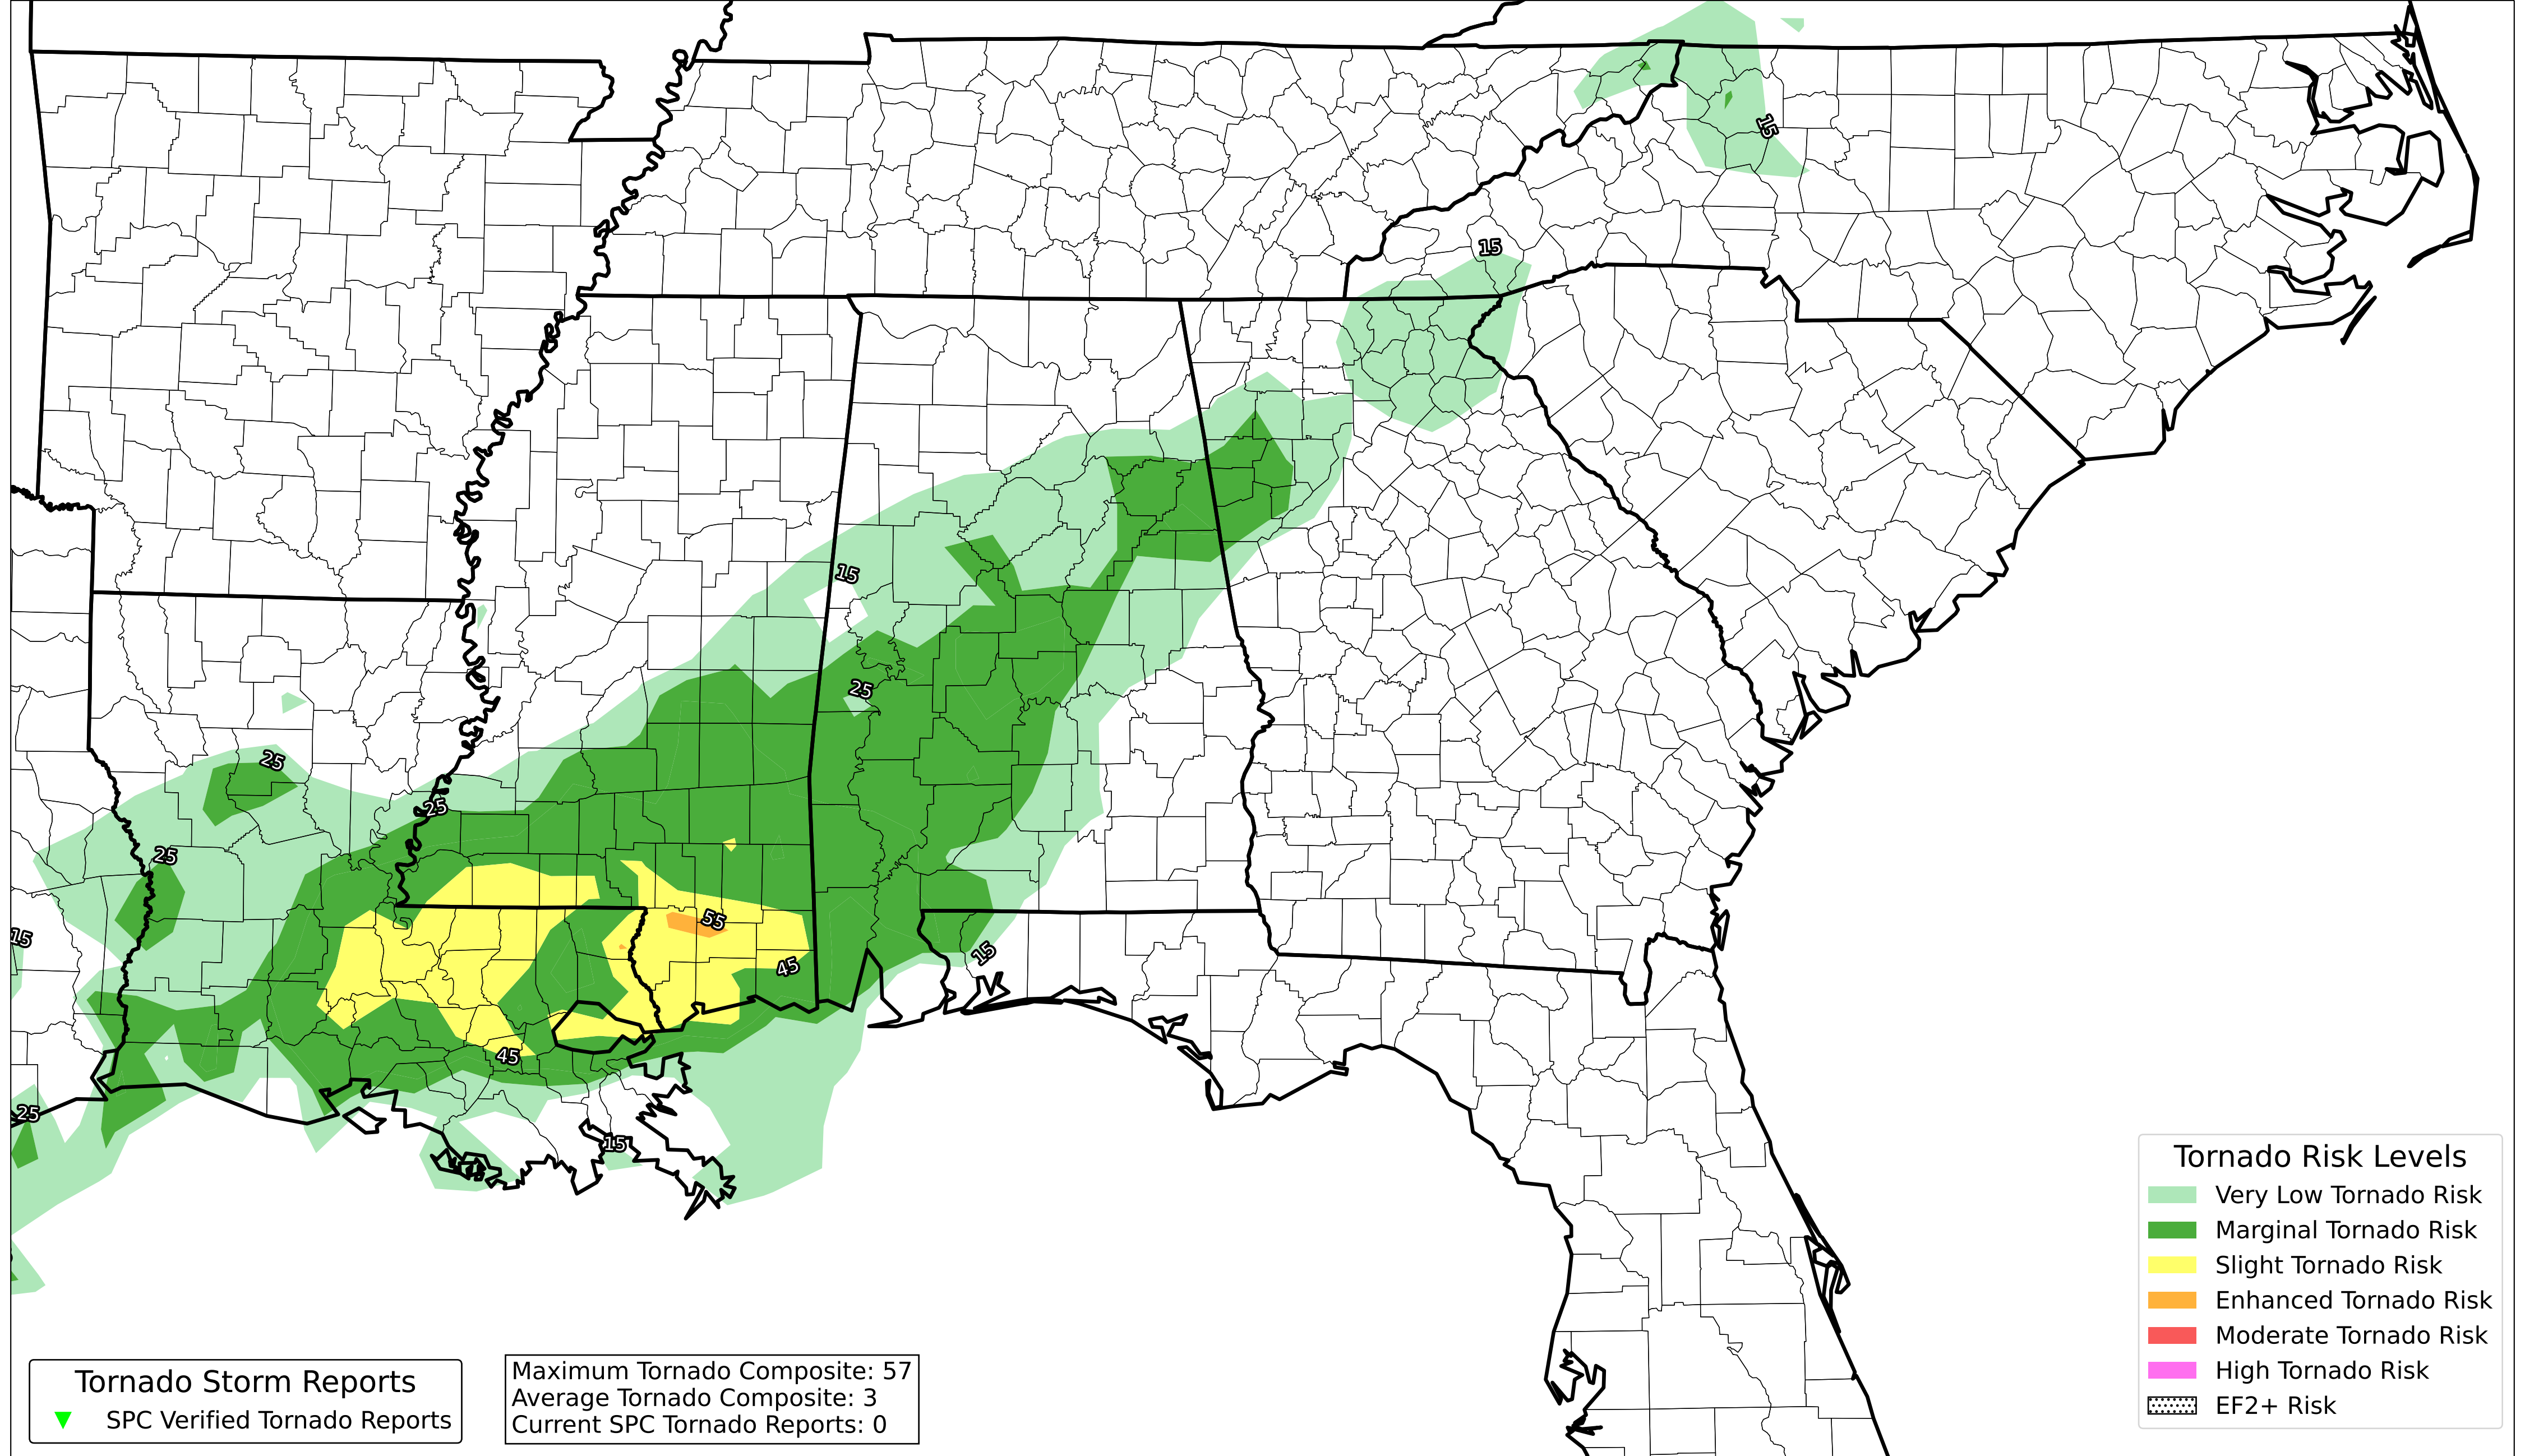 15
15
15
25
25
25
25
55
15
45
15
45
25
15
Tornado Risk Levels
Very Low Tornado Risk
Marginal Tornado Risk
Slight Tornado Risk
Enhanced Tornado Risk
Moderate Tornado Risk
High Tornado Risk
EF2+ Risk
Tornado Storm Reports
SPC Verified Tornado Reports
Maximum Tornado Composite: 57
Average Tornado Composite: 3
Current SPC Tornado Reports: 0